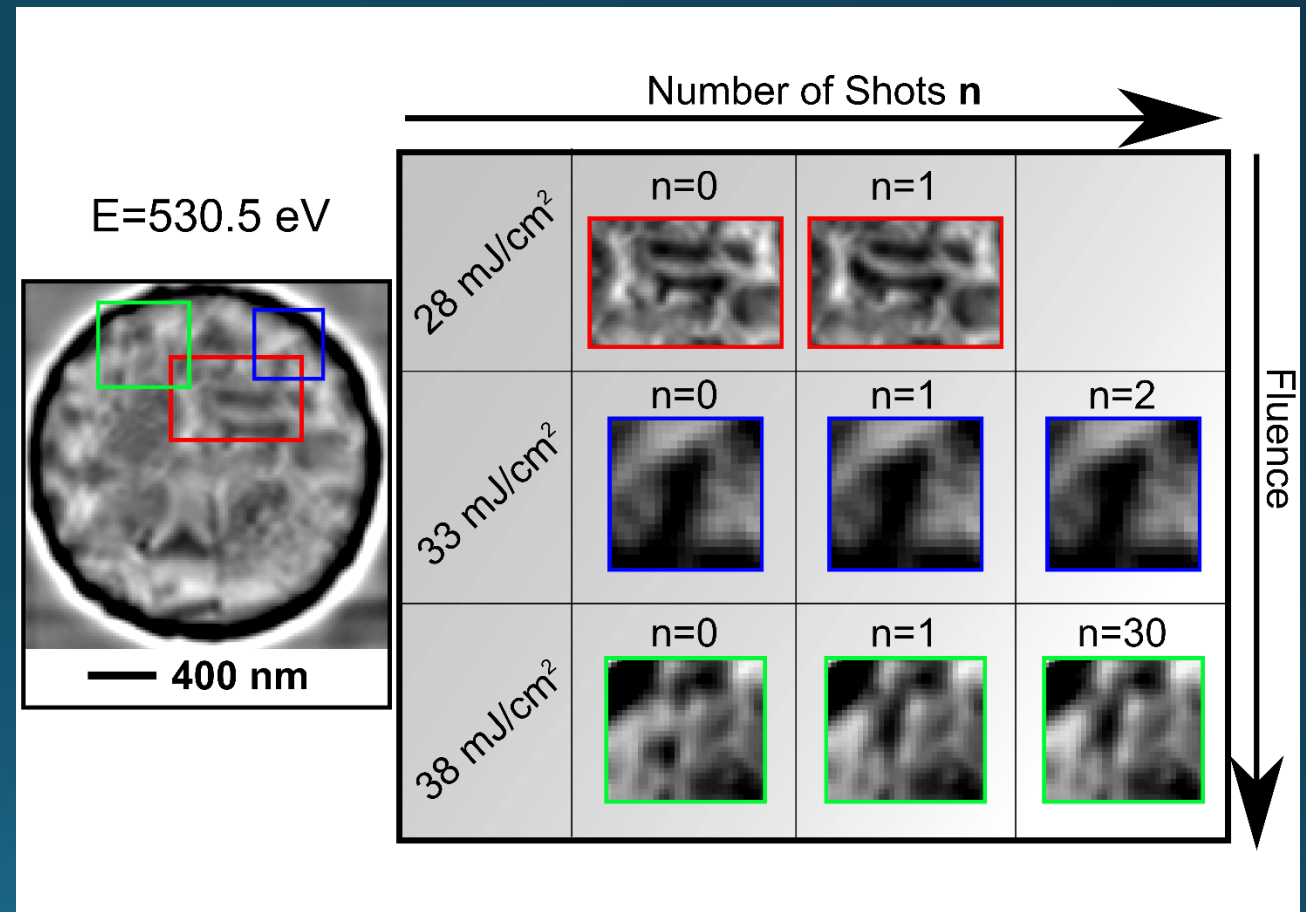 Number of Shots n
E=530.5 eV
400 nm
28 mJ/cm²
n=0
n=1
33 mJ/cm²
n=0
n=1
n=2
38 mJ/cm²
n=0
n=1
n=30
Fluence